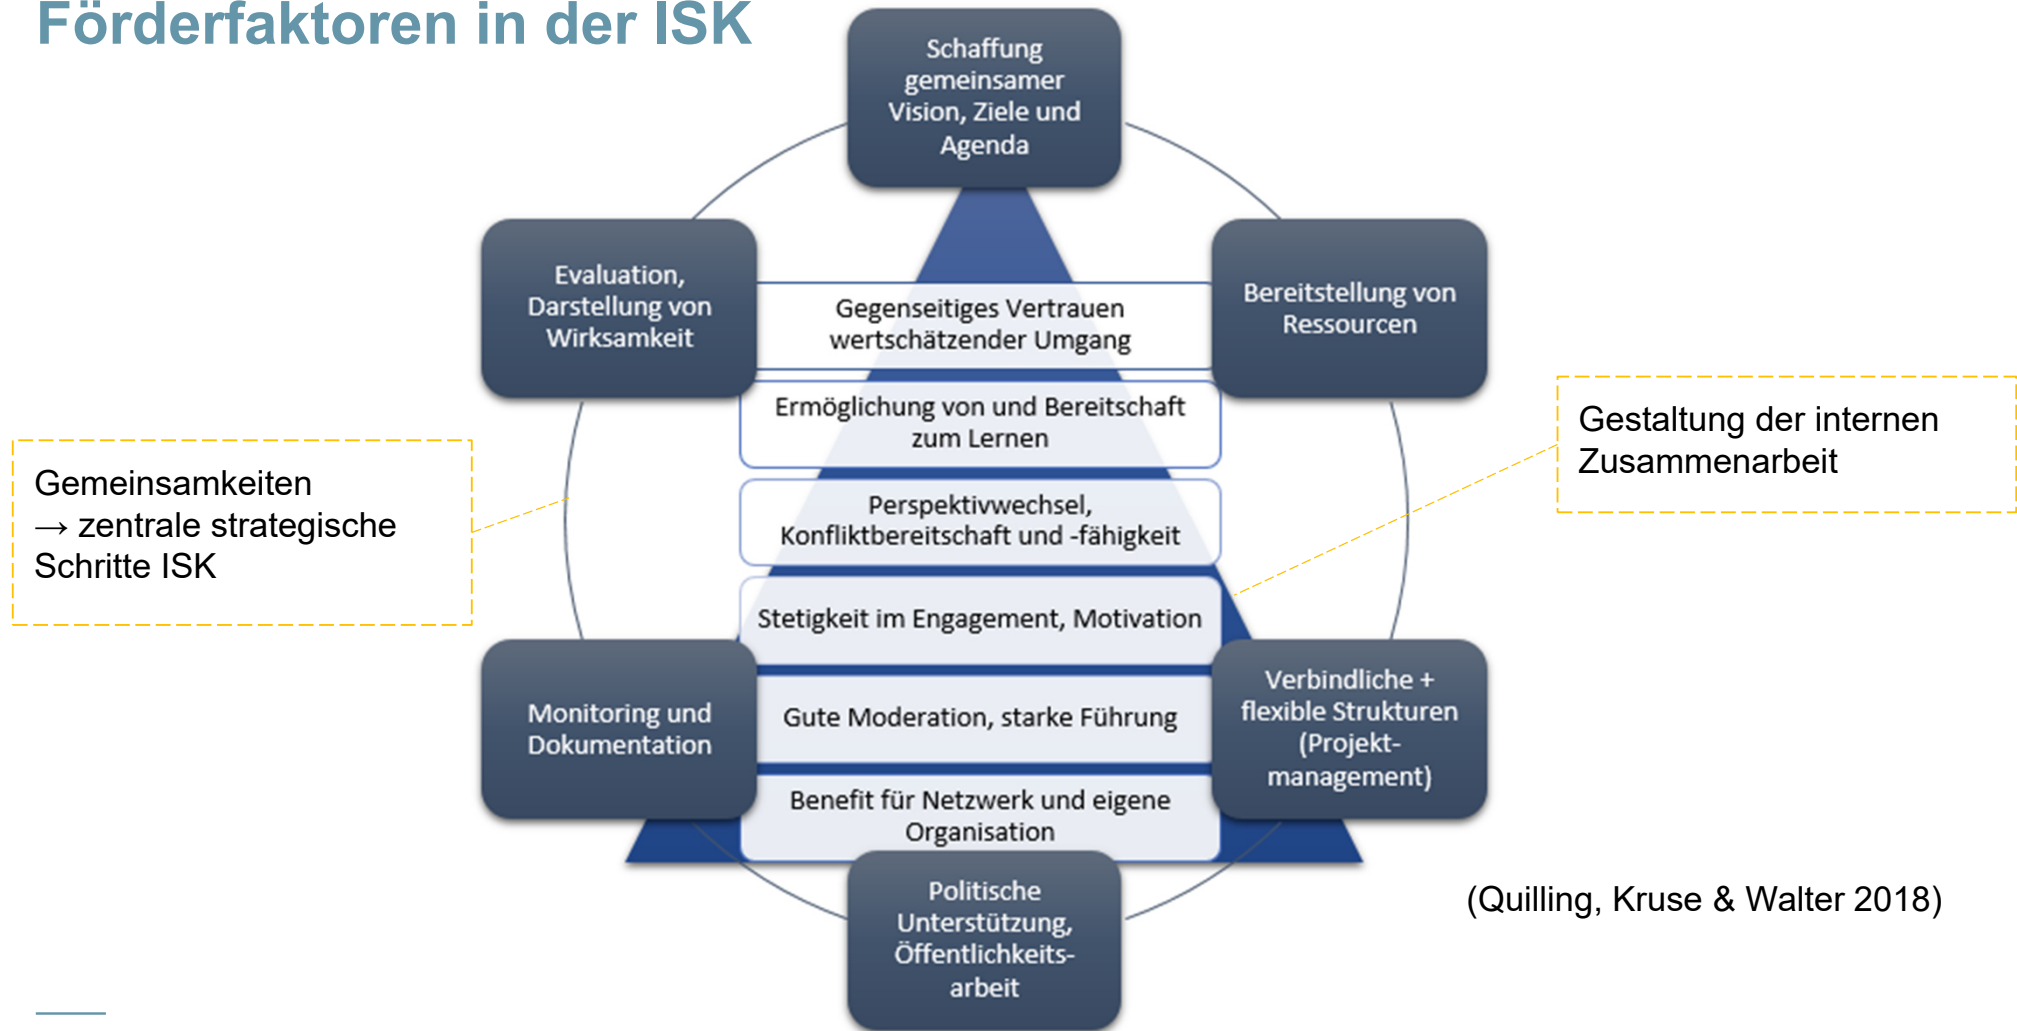 Förderfaktoren in der ISK
Schaffung
gemeinsamer
Vision, Ziele und
Agenda
Evaluation,
Darstellung von
Wirksamkeit
Bereitstellung von
Ressourcen
Gegenseitiges Vertrauen
wertschätzender Umgang
Ermöglichung von und Bereitschaft
zum Lernen
Perspektivwechsel,
Konfliktbereitschaft und -fähigkeit
Stetigkeit im Engagement, Motivation
Gute Moderation, starke Führung
Benefit für Netzwerk und eigene
Organisation
Gemeinsamkeiten
→ zentrale strategische
Schritte ISK
Gestaltung der internen
Zusammenarbeit
Monitoring und
Dokumentation
Verbindliche +
flexible Strukturen
(Projekt-
management)
Politische
Unterstützung,
Öffentlichkeits-
arbeit
(Quilling, Kruse & Walter 2018)